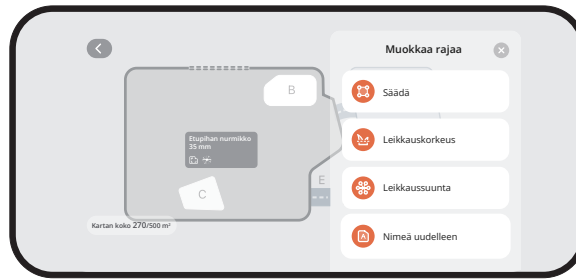 Muokkaa rajaa
B
Säädä
Etupihan nurmikko
35 mm
Leikkauskorkeus
E
Leikkaussuunta
C
Kartan koko 270/500 m²
Nimeä uudelleen